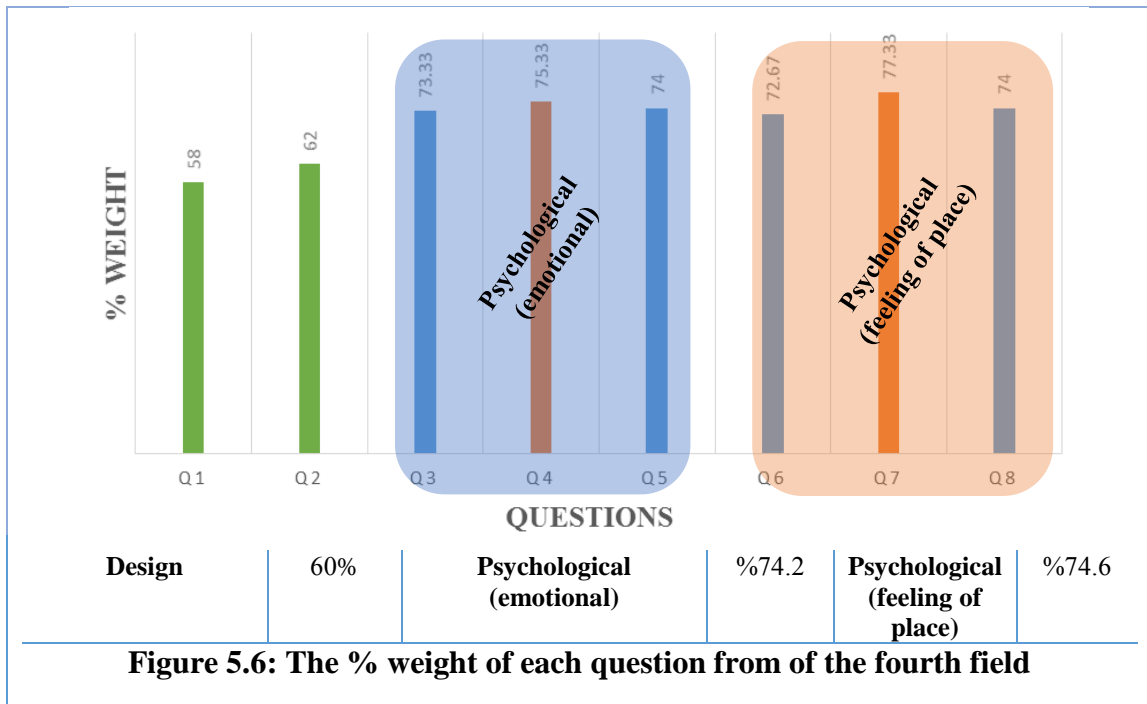 58
62
73.33
75.33
74
72.67
77.33
74
% WEIGHT
Psychological
(emotional)
Psychological
(feeling of place)
Q1 Q2 Q3 Q4 Q5 Q6 Q7 Q8
QUESTIONS
Design 60% Psychological %74.2 Psychological %74.6
(emotional) (feeling of
place)
Figure 5.6: The % weight of each question from of the fourth field